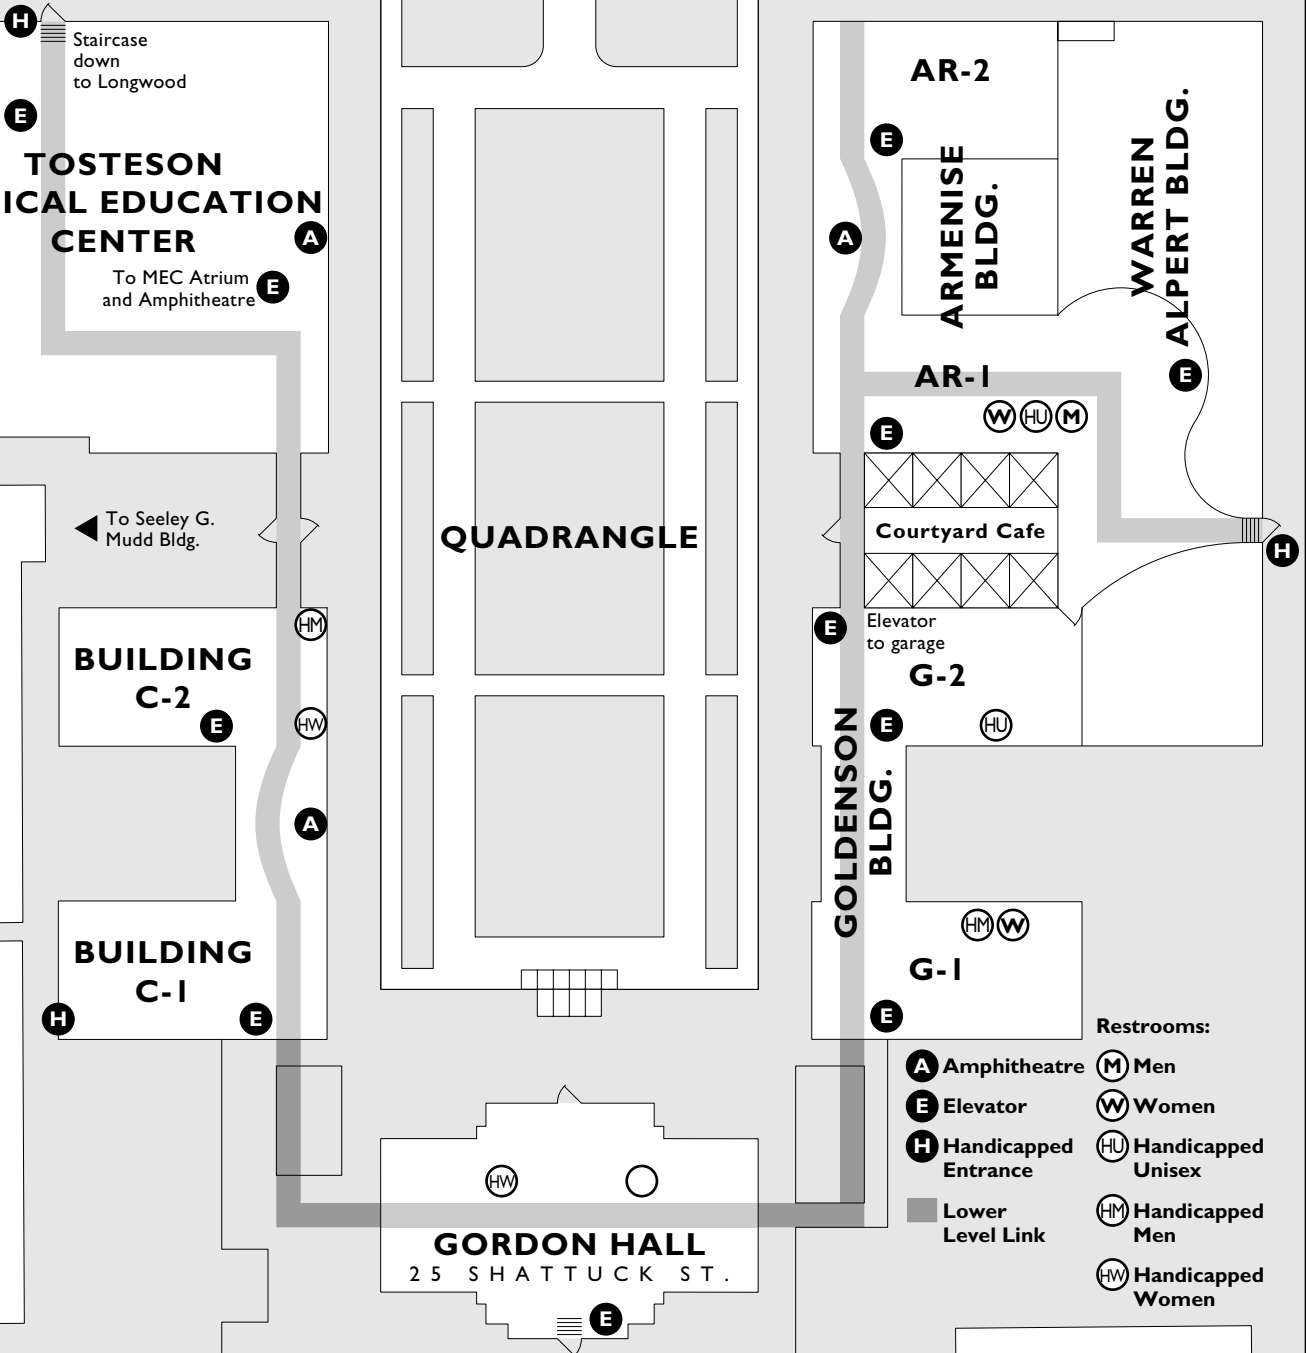 H
Staircase
down
to Longwood
E
TOSTESON
ICAL EDUCATION
CENTER
A
To MEC Atrium
and Amphitheatre
E
To Seeley G.
Mudd Bldg.
HM
BUILDING
C-2
E
HW
A
BUILDING
C-1
H
E
QUADRANGLE
AR-2
E
A
ARMENISE
BLDG.
WARREN
ALPERT BLDG.
E
AR-1
W HU M
E
Courtyard Cafe
H
E
Elevator
to garage
G-2
E
HU
GOLDENSON
BLDG.
HM W
G-1
E
HW
GORDON HALL
25 SHATTUCK ST.
E
A Amphitheatre
E Elevator
H Handicapped
Entrance
Lower
Level Link
Restrooms:
M Men
W Women
HU Handicapped
Unisex
HM Handicapped
Men
HW Handicapped
Women